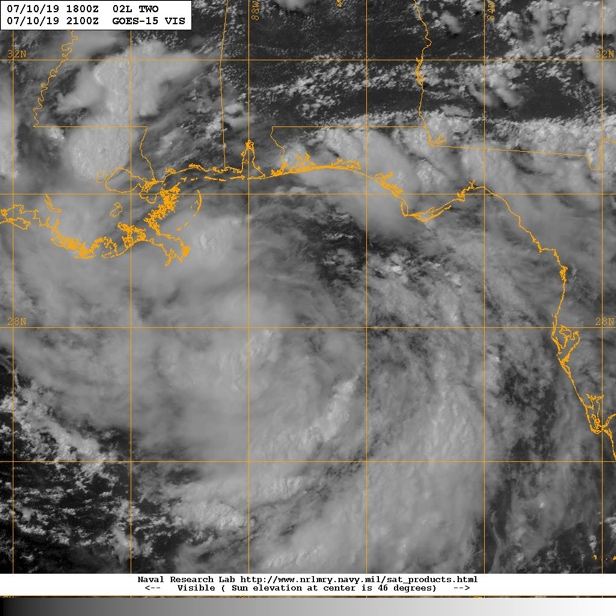 07/10/19 1800Z 02L TWO
07/10/19 2100Z GOES-15 VIS
88W
32N
28N
28N
Naval Research Lab http://www.nrlmry.navy.mil/sat_products.html
<-- Visible ( Sun elevation at center is 46 degrees) -->